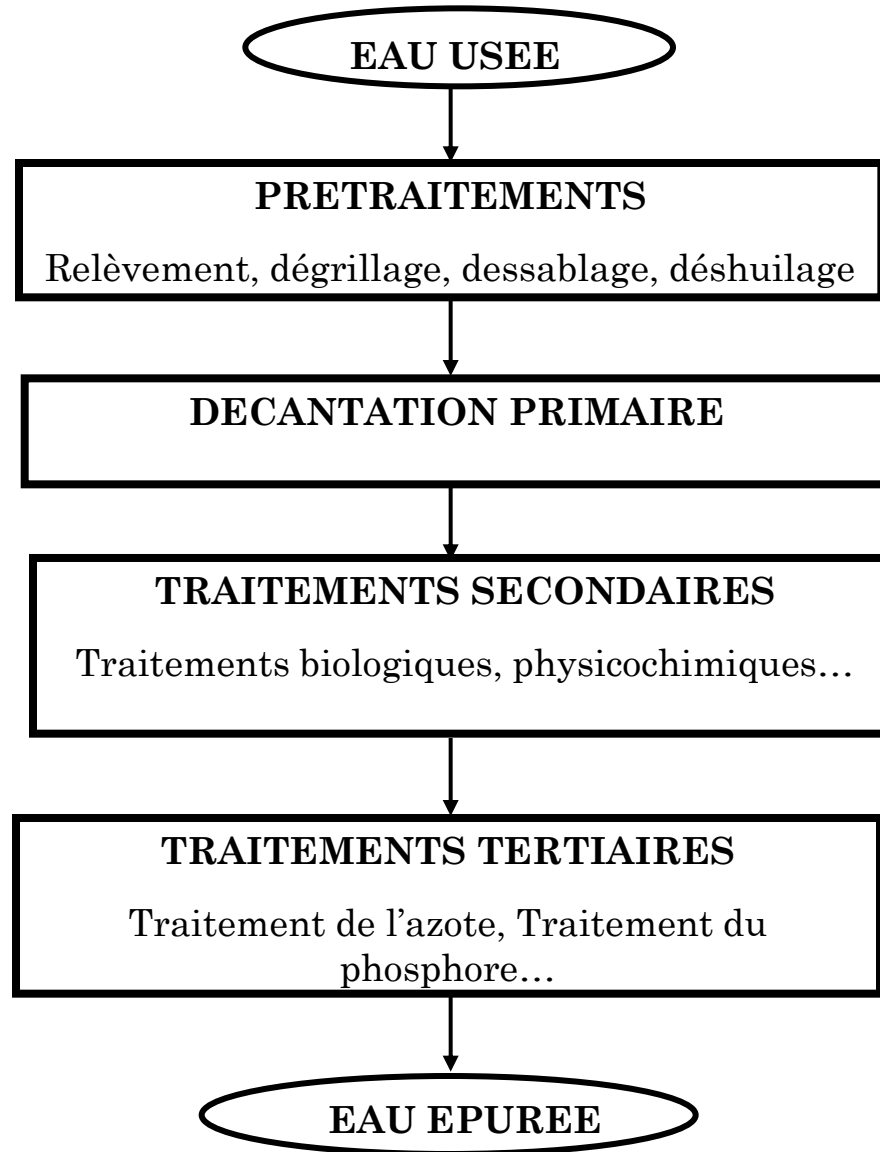 EAU USEE
PRETRAITEMENTS
Relèvement, dégrillage, dessablage, déshuilage
DECANTATION PRIMAIRE
TRAITEMENTS SECONDAIRES
Traitements biologiques, physicochimiques…
TRAITEMENTS TERTIAIRES
Traitement de l’azote, Traitement du
phosphore…
EAU EPUREE